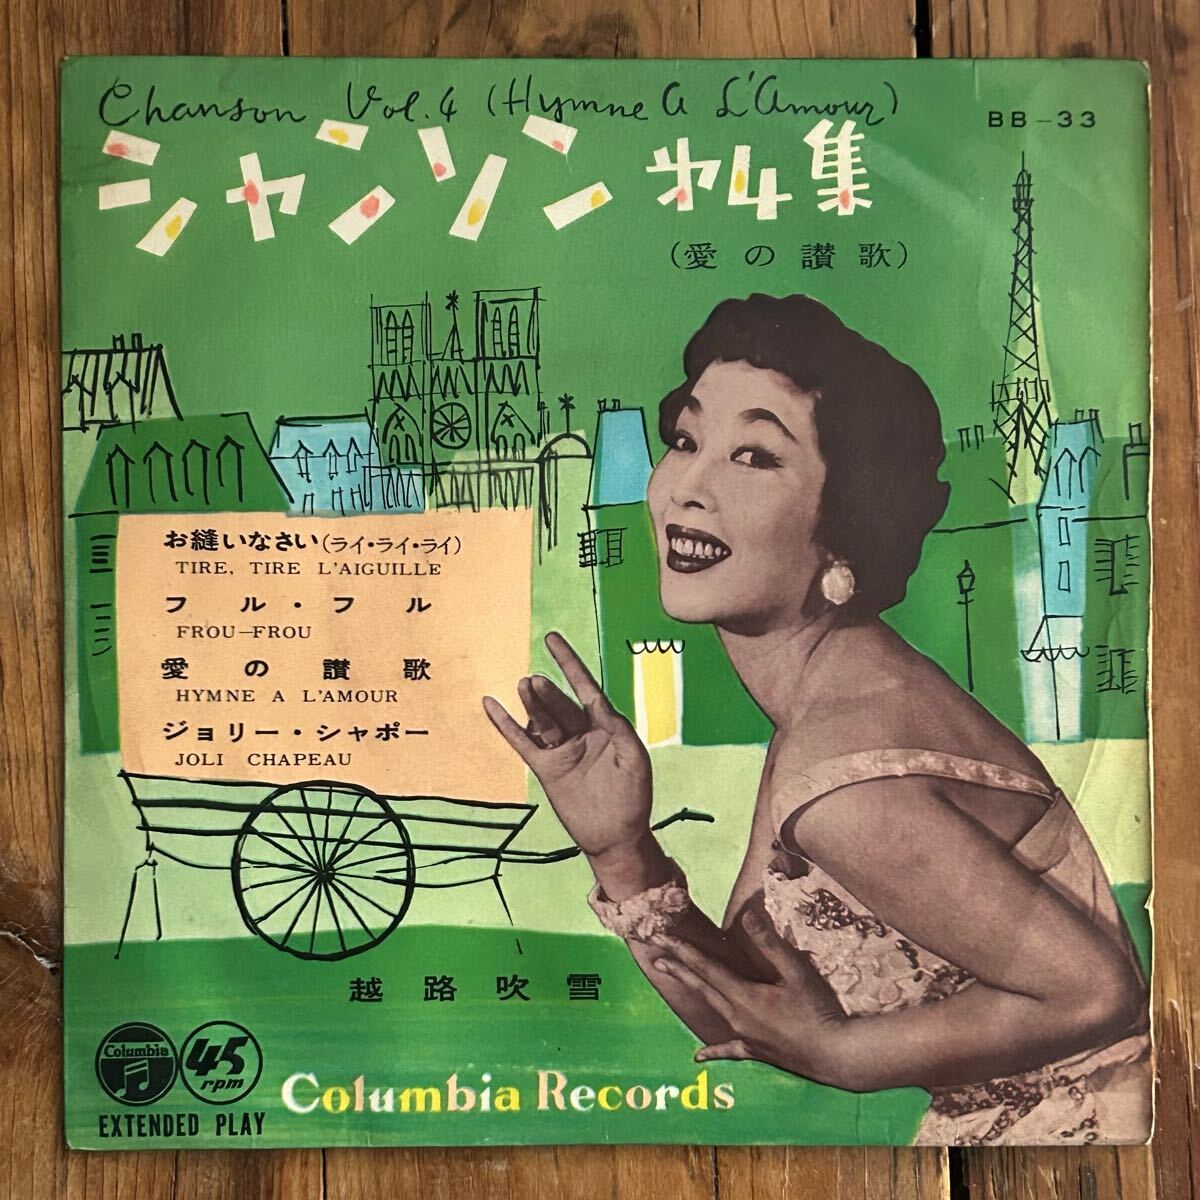 Chanson Vol.4 (Hymne A L'Amour)
BB-33
シャンソン 第4集
(愛の讃歌)
お縫いなさい(ライ・ライ・ライ)
TIRE, TIRE L'AIGUILLE
フル・フル
FROU-FROU
愛の讃歌
HYMNE A L'AMOUR
ジョリー・シャポー
JOLI CHAPEAU
越路吹雪
Columbia
45 rpm
EXTENDED PLAY
Columbia Records